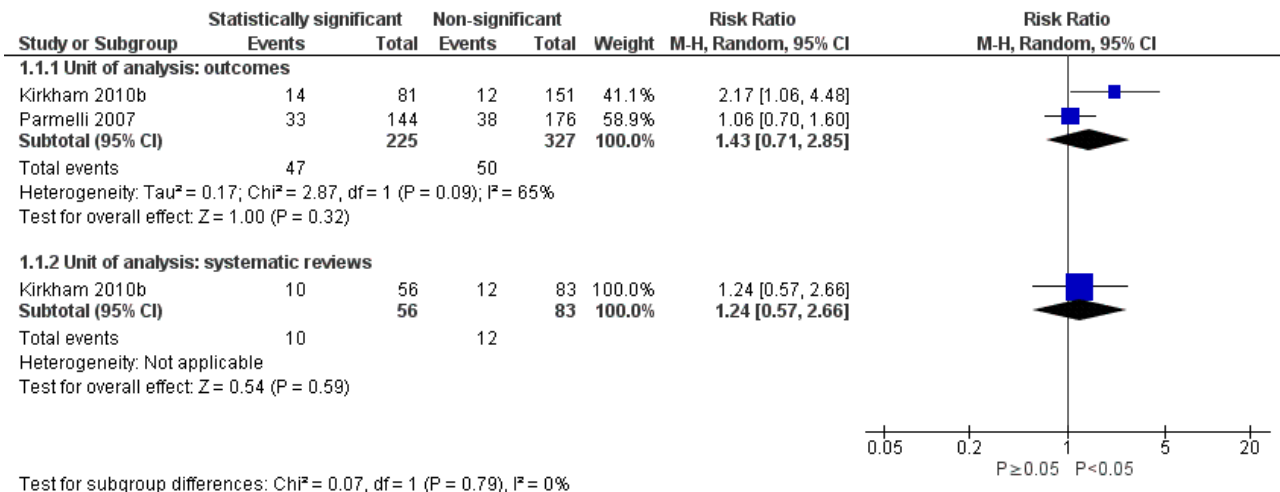 Statistically significant Non-significant Risk Ratio Risk Ratio
Study or Subgroup Events Total Events Total Weight M-H, Random, 95% CI M-H, Random, 95% CI
1.1.1 Unit of analysis: outcomes
Kirkham 2010b 14 81 12 151 41.1% 2.17 [1.06, 4.48]
Parmelli 2007 33 144 38 176 58.9% 1.06 [0.70, 1.60]
Subtotal (95% CI) 225 327 100.0% 1.43 [0.71, 2.85]
Total events 47 50
Heterogeneity: Tau² = 0.17; Chi² = 2.87, df = 1 (P = 0.09); I² = 65%
Test for overall effect: Z = 1.00 (P = 0.32)
1.1.2 Unit of analysis: systematic reviews
Kirkham 2010b 10 56 12 83 100.0% 1.24 [0.57, 2.66]
Subtotal (95% CI) 56 83 100.0% 1.24 [0.57, 2.66]
Total events 10 12
Heterogeneity: Not applicable
Test for overall effect: Z = 0.54 (P = 0.59)
0.05 0.2 1 5 20
P≥0.05 P<0.05
Test for subgroup differences: Chi² = 0.07, df = 1 (P = 0.79), I² = 0%